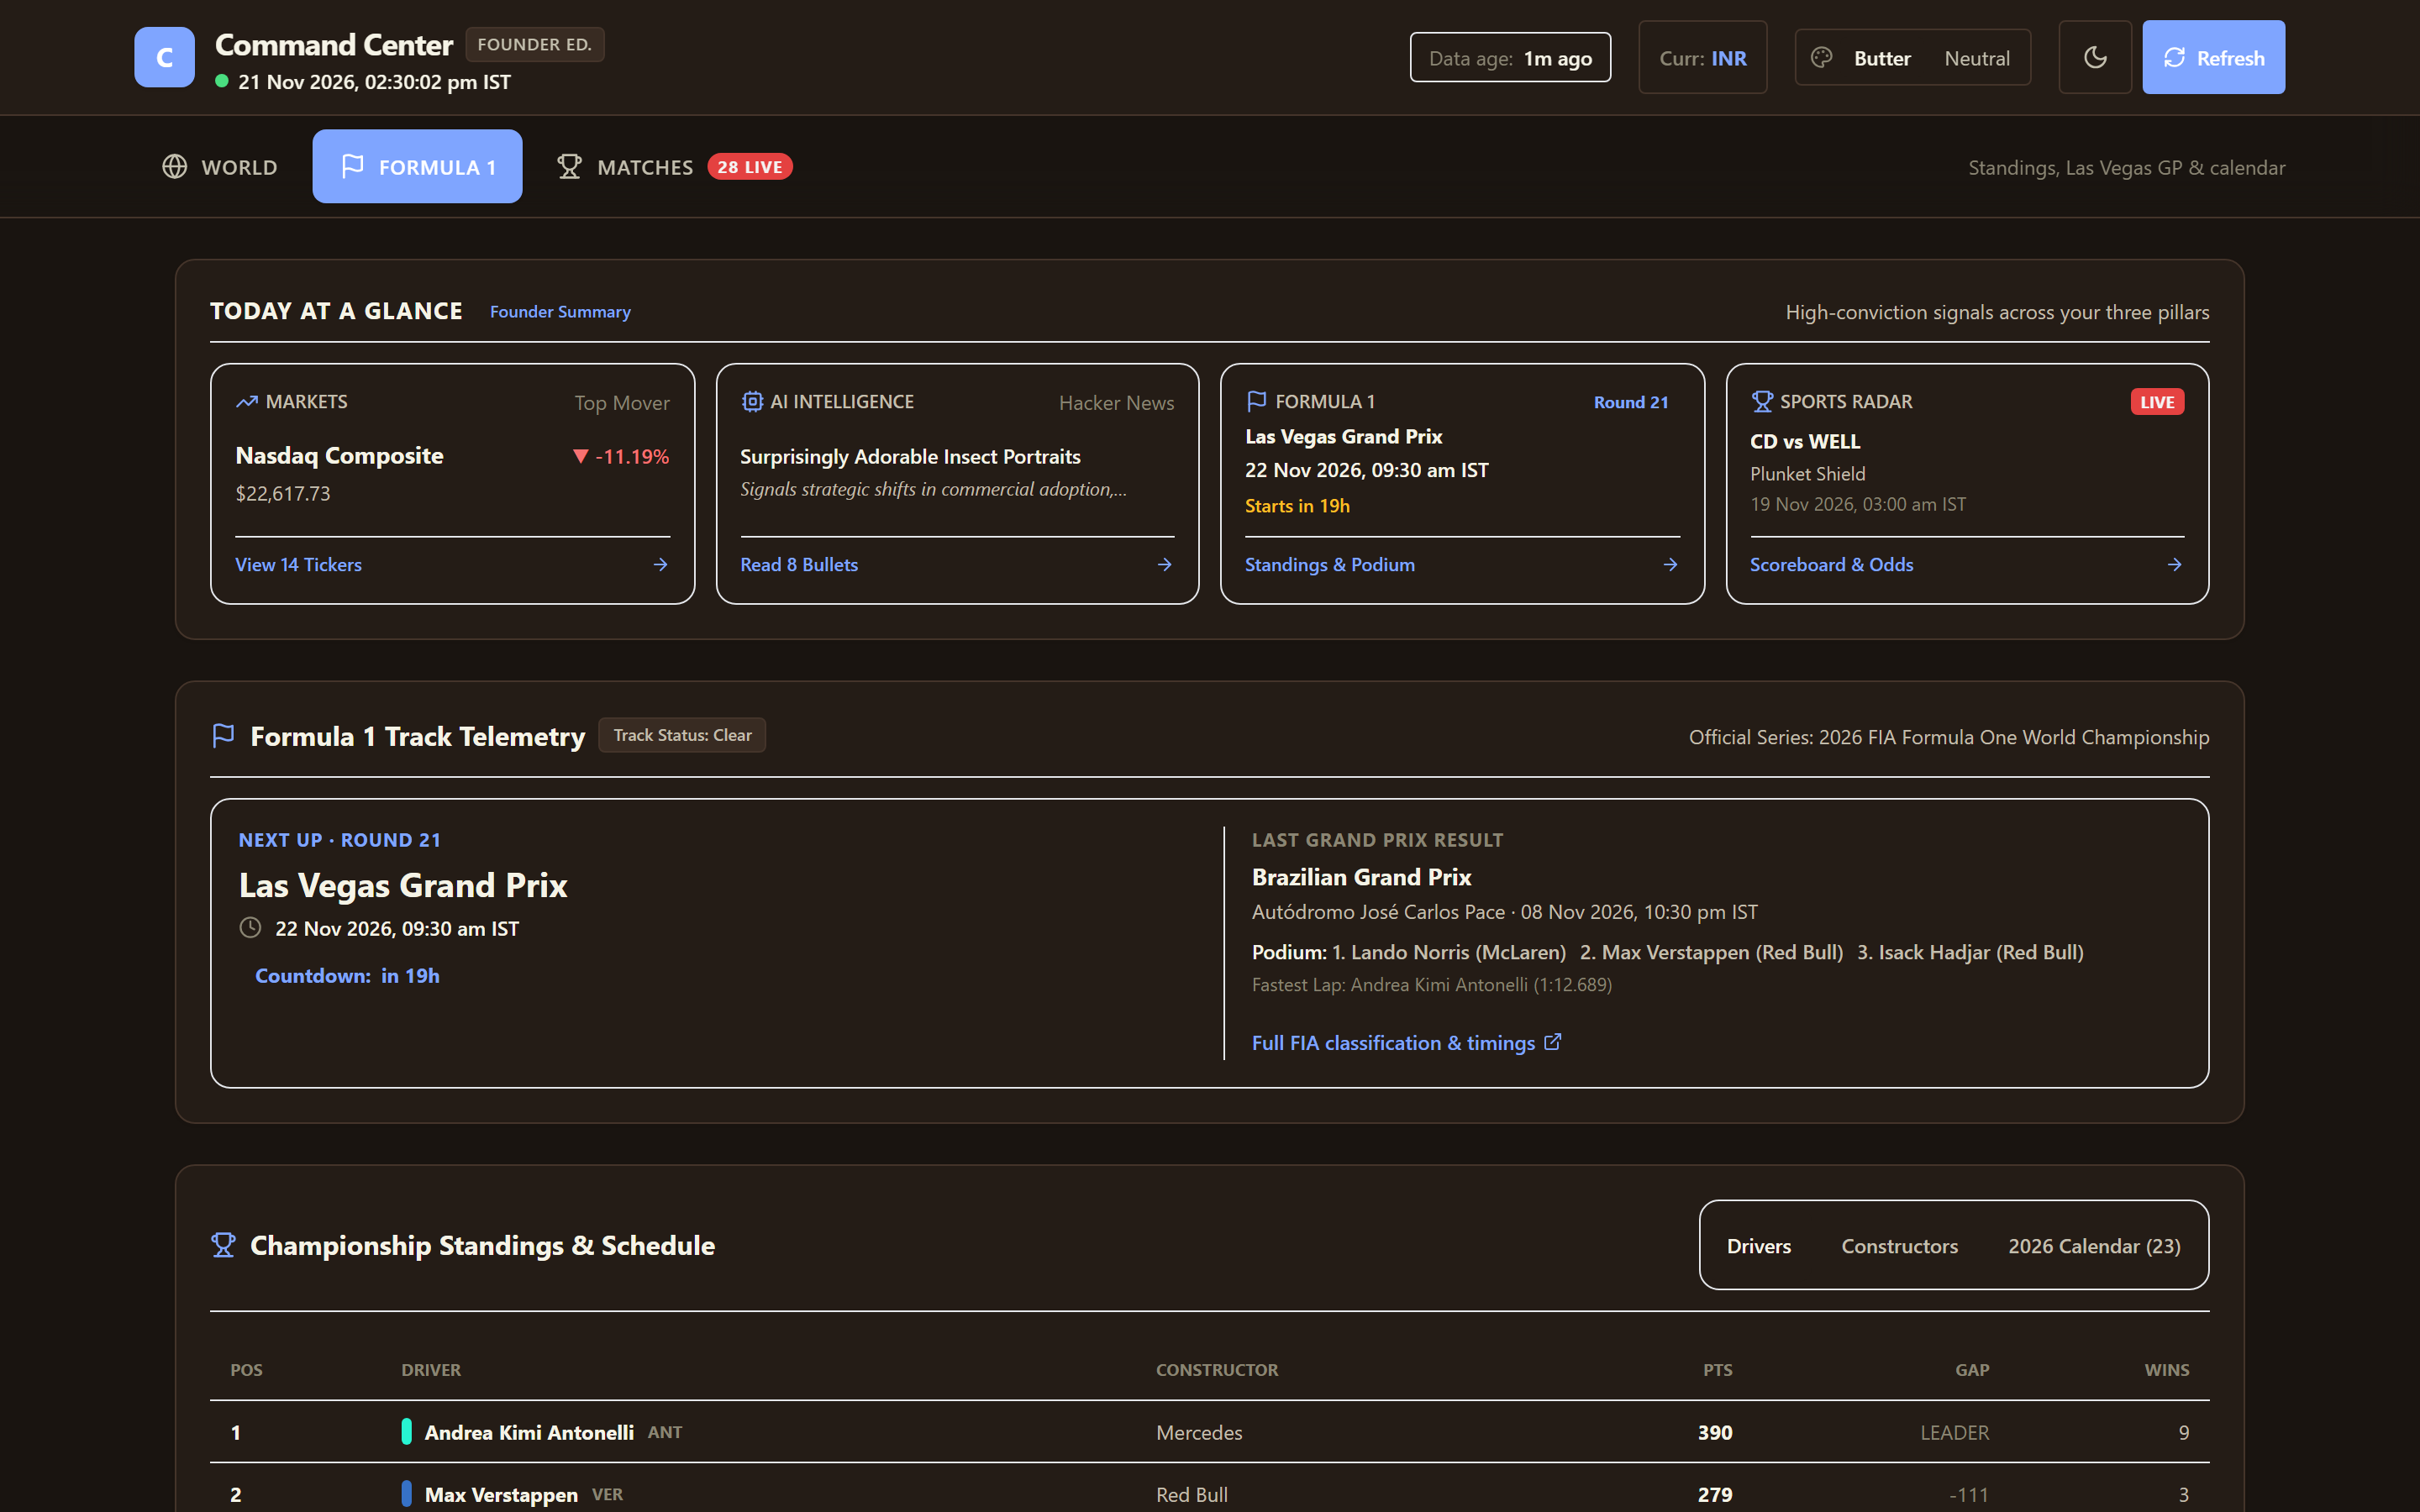 C
Command Center FOUNDER ED.
21 Nov 2026, 02:30:02 pm IST
Data age: 1m ago
Curr: INR
Butter Neutral
Refresh
WORLD
FORMULA 1
MATCHES 28 LIVE
Standings, Las Vegas GP & calendar
TODAY AT A GLANCE Founder Summary
High-conviction signals across your three pillars
MARKETS Top Mover
Nasdaq Composite ▼ -11.19%
$22,617.73
View 14 Tickers →
AI INTELLIGENCE Hacker News
Surprisingly Adorable Insect Portraits
Signals strategic shifts in commercial adoption,...
Read 8 Bullets →
FORMULA 1 Round 21
Las Vegas Grand Prix
22 Nov 2026, 09:30 am IST
Starts in 19h
Standings & Podium →
SPORTS RADAR LIVE
CD vs WELL
Plunket Shield
19 Nov 2026, 03:00 am IST
Scoreboard & Odds →
Formula 1 Track Telemetry Track Status: Clear
Official Series: 2026 FIA Formula One World Championship
NEXT UP · ROUND 21
Las Vegas Grand Prix
22 Nov 2026, 09:30 am IST
Countdown: in 19h
LAST GRAND PRIX RESULT
Brazilian Grand Prix
Autódromo José Carlos Pace · 08 Nov 2026, 10:30 pm IST
Podium: 1. Lando Norris (McLaren) 2. Max Verstappen (Red Bull) 3. Isack Hadjar (Red Bull)
Fastest Lap: Andrea Kimi Antonelli (1:12.689)
Full FIA classification & timings
Championship Standings & Schedule
Drivers Constructors 2026 Calendar (23)
POS DRIVER CONSTRUCTOR PTS GAP WINS
1 Andrea Kimi Antonelli ANT Mercedes 390 LEADER 9
2 Max Verstappen VER Red Bull 279 -111 3